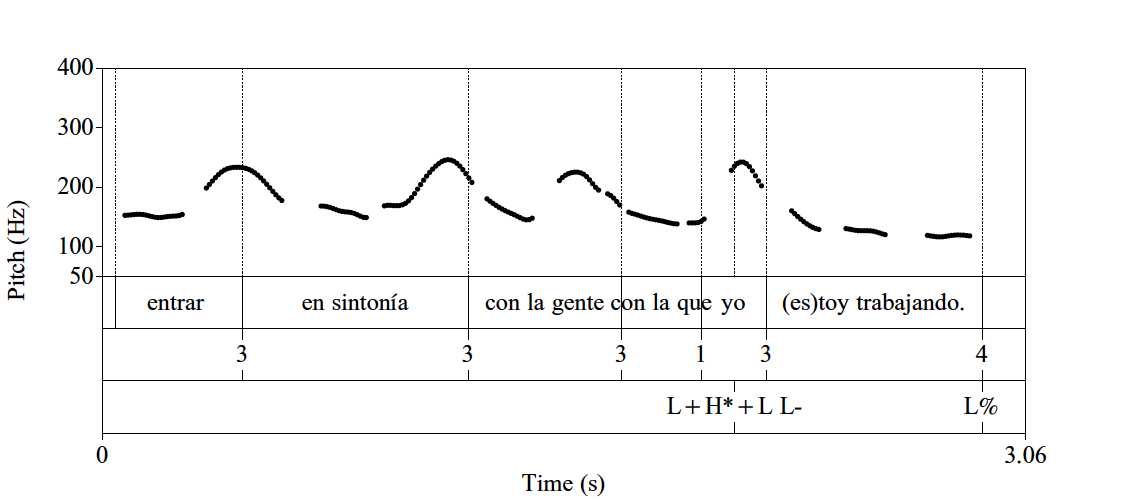 400
300
200
100
50
Pitch (Hz)
entrar en sintonía con la gente con la que yo (es)toy trabajando.
3 3 3 1 3 4
L+H*+L L- L%
0 3.06
Time (s)